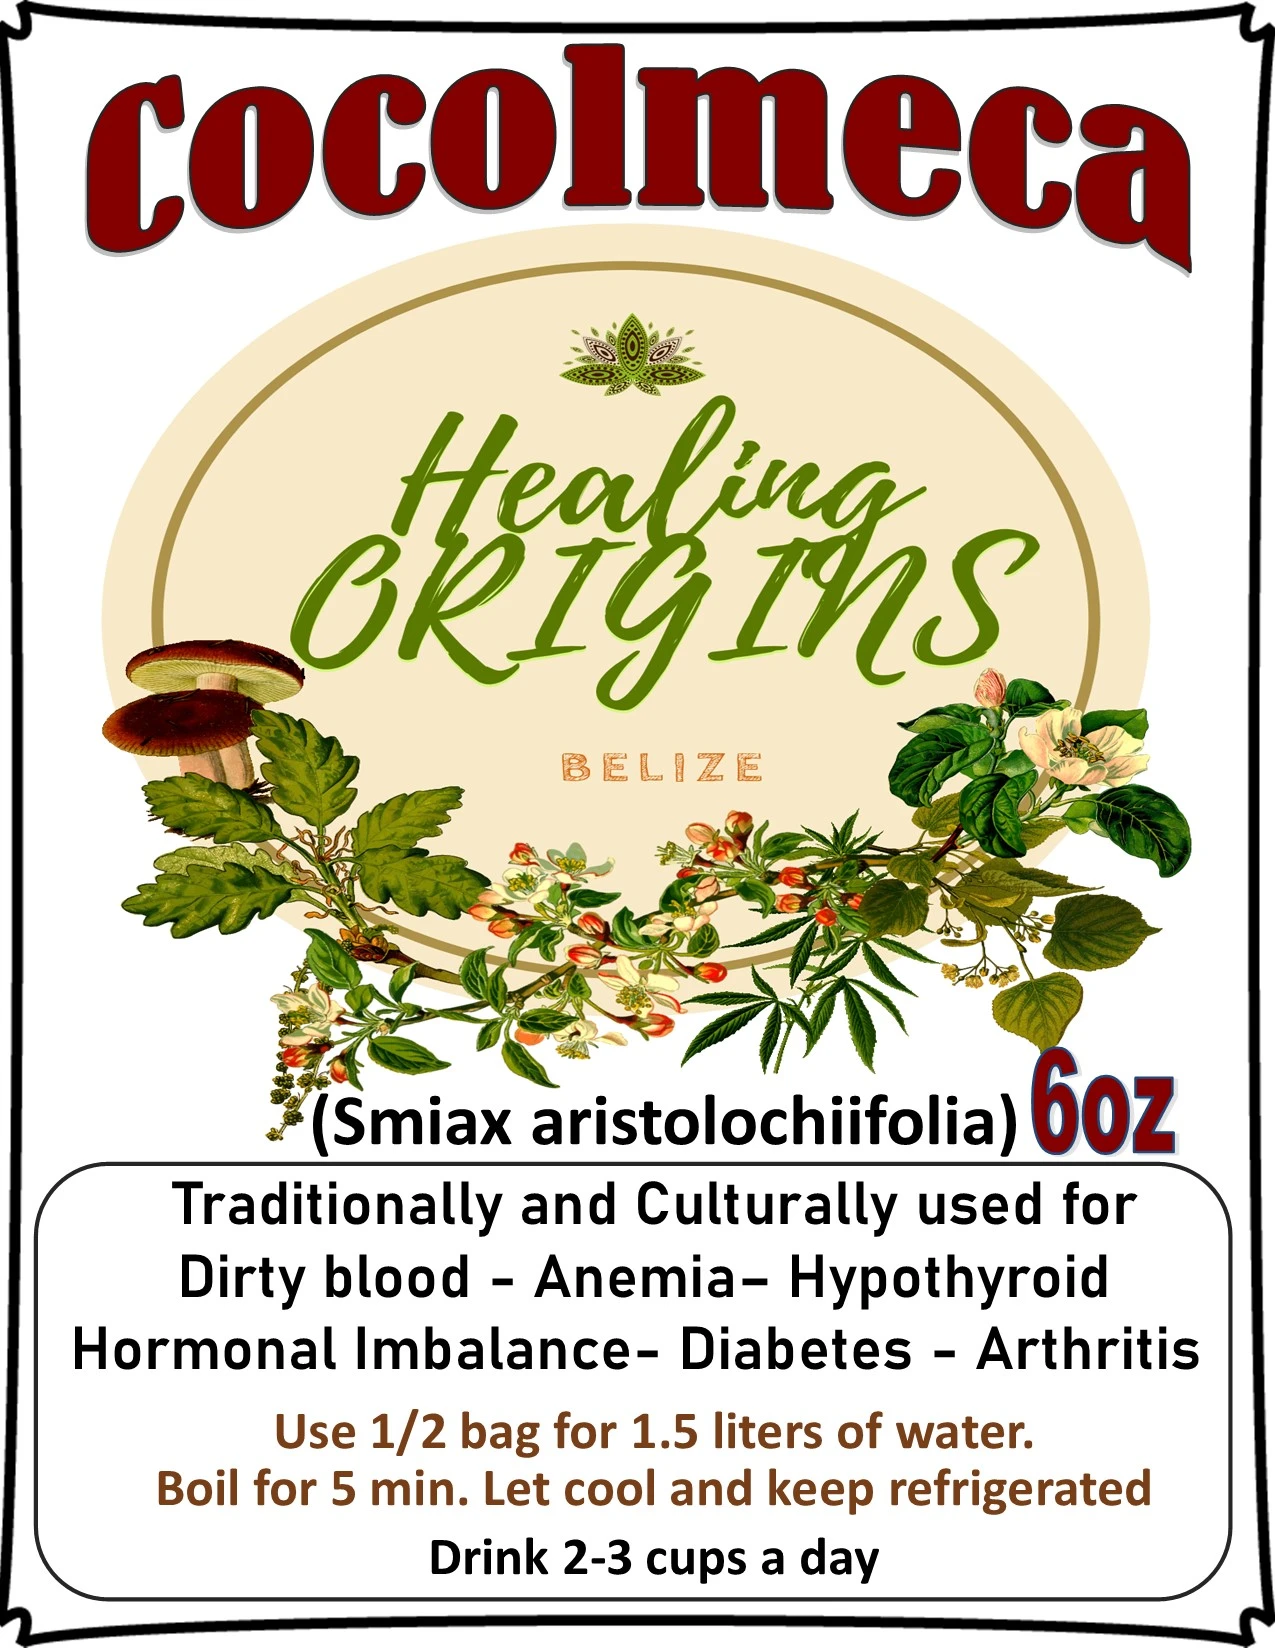 Cocolmeca
Healing
ORIGINS
BELIZE
(Smiax aristolochiifolia) 6oz
Traditionally and Culturally used for
Dirty blood - Anemia– Hypothyroid
Hormonal Imbalance- Diabetes - Arthritis
Use 1/2 bag for 1.5 liters of water.
Boil for 5 min. Let cool and keep refrigerated
Drink 2-3 cups a day